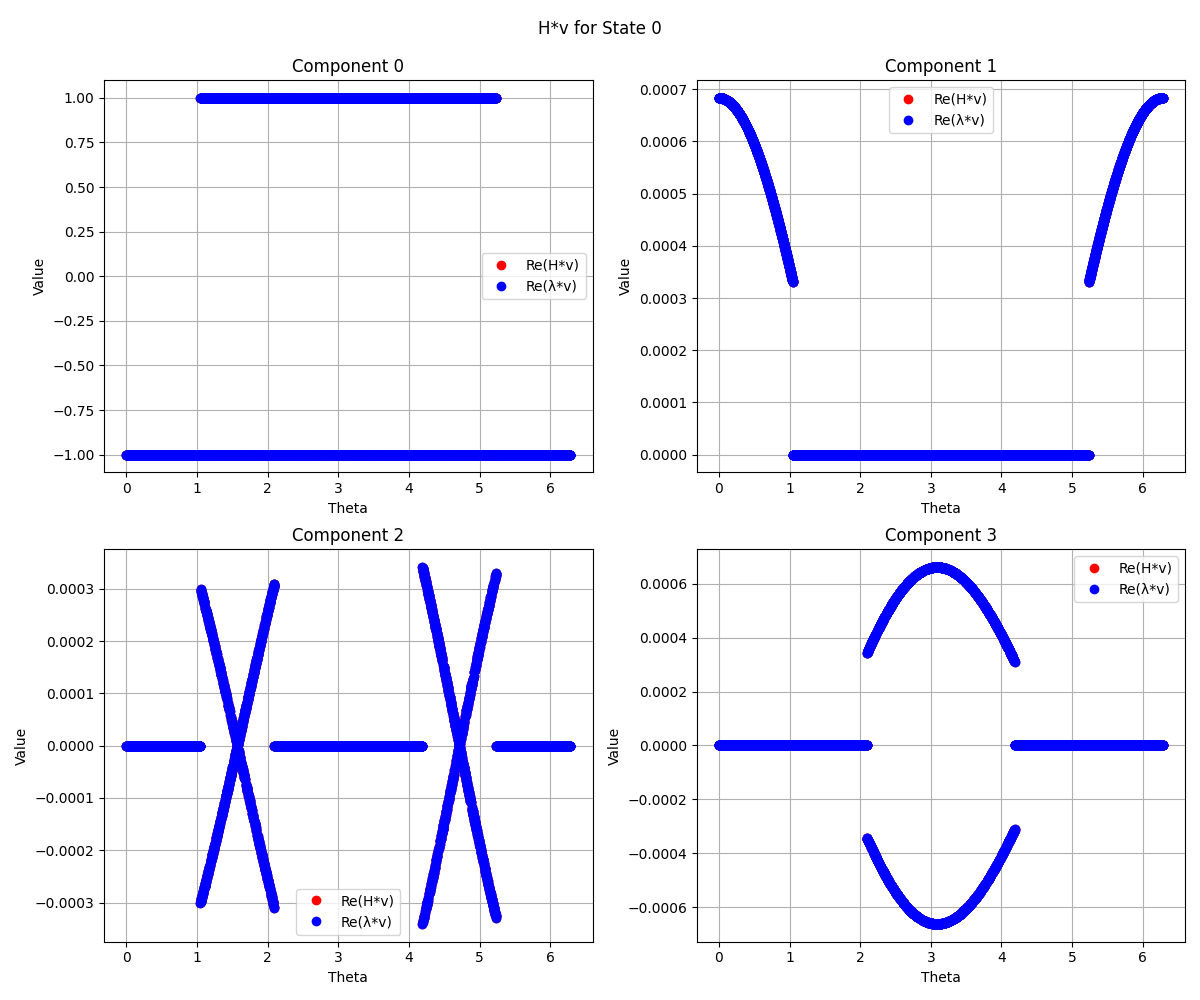 H*v for State 0
Component 0
1.00
0.75
0.50
0.25
0.00
−0.25
−0.50
−0.75
−1.00
Value
0 1 2 3 4 5 6
Theta
Re(H*v)
Re(λ*v)
Component 1
0.0007
0.0006
0.0005
0.0004
0.0003
0.0002
0.0001
0.0000
Value
0 1 2 3 4 5 6
Theta
Re(H*v)
Re(λ*v)
Component 2
0.0003
0.0002
0.0001
0.0000
−0.0001
−0.0002
−0.0003
Value
0 1 2 3 4 5 6
Theta
Re(H*v)
Re(λ*v)
Component 3
0.0006
0.0004
0.0002
0.0000
−0.0002
−0.0004
−0.0006
Value
0 1 2 3 4 5 6
Theta
Re(H*v)
Re(λ*v)